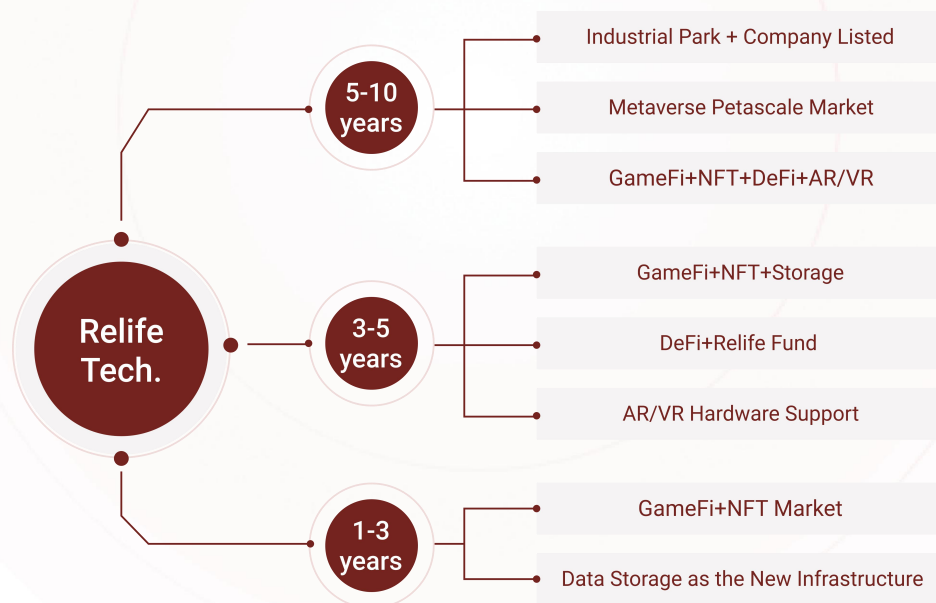 Relife
Tech.
5-10
years
Industrial Park + Company Listed
Metaverse Petascale Market
GameFi+NFT+DeFi+AR/VR
3-5
years
GameFi+NFT+Storage
DeFi+Relife Fund
AR/VR Hardware Support
1-3
years
GameFi+NFT Market
Data Storage as the New Infrastructure